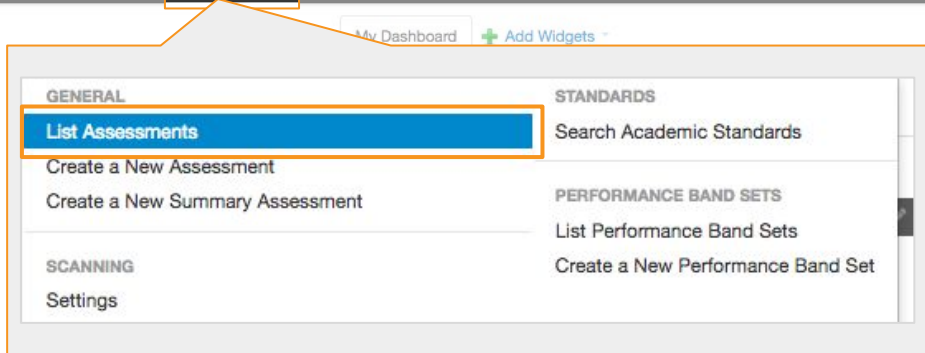 My Dashboard
Add Widgets
GENERAL
List Assessments
Create a New Assessment
Create a New Summary Assessment
SCANNING
Settings
STANDARDS
Search Academic Standards
PERFORMANCE BAND SETS
List Performance Band Sets
Create a New Performance Band Set